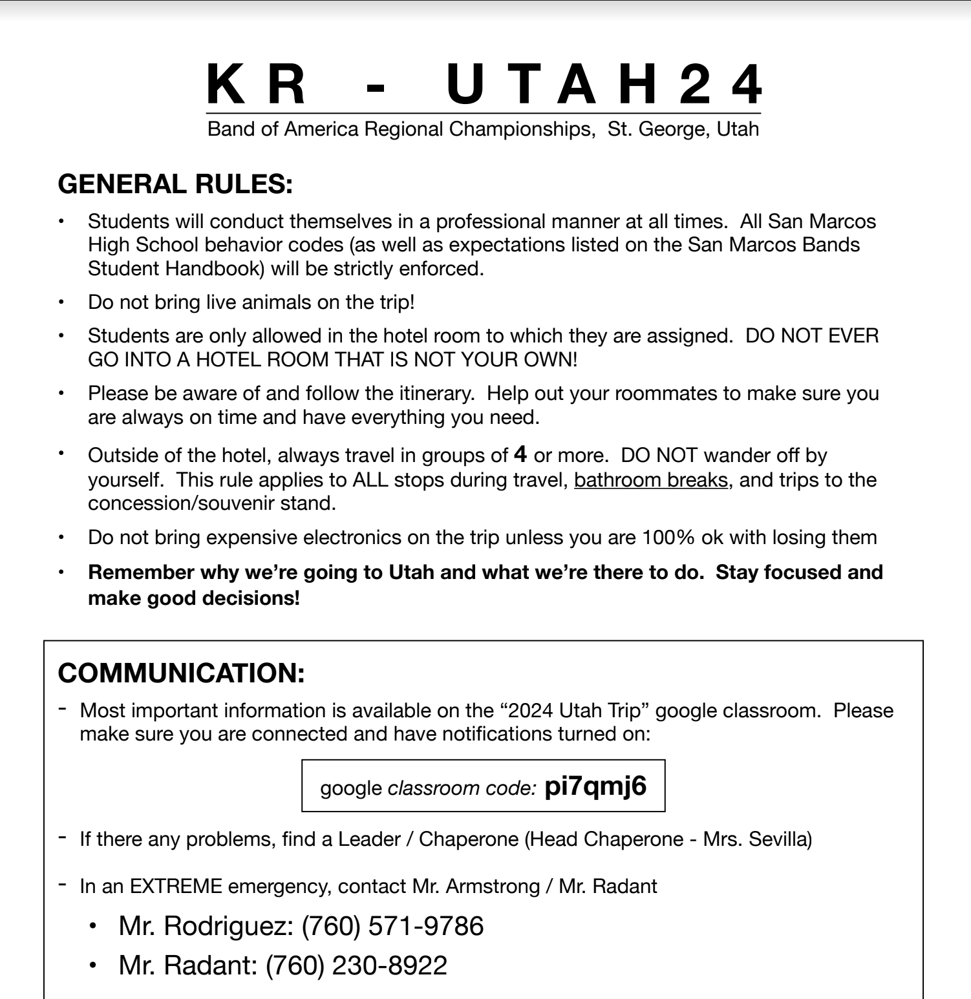 KR - UTAH24
Band of America Regional Championships,  St. George, Utah
GENERAL RULES:
• Students will conduct themselves in a professional manner at all times.  All San Marcos
High School behavior codes (as well as expectations listed on the San Marcos Bands
Student Handbook) will be strictly enforced.
• Do not bring live animals on the trip!
• Students are only allowed in the hotel room to which they are assigned.  DO NOT EVER
GO INTO A HOTEL ROOM THAT IS NOT YOUR OWN!
• Please be aware of and follow the itinerary.  Help out your roommates to make sure you
are always on time and have everything you need.
• Outside of the hotel, always travel in groups of 4 or more.  DO NOT wander off by
yourself.  This rule applies to ALL stops during travel, bathroom breaks, and trips to the
concession/souvenir stand.
• Do not bring expensive electronics on the trip unless you are 100% ok with losing them
• Remember why we’re going to Utah and what we’re there to do.  Stay focused and
make good decisions!
COMMUNICATION:
- Most important information is available on the “2024 Utah Trip” google classroom.  Please
make sure you are connected and have notifications turned on:
google classroom code: pi7qmj6
- If there any problems, find a Leader / Chaperone (Head Chaperone - Mrs. Sevilla)
- In an EXTREME emergency, contact Mr. Armstrong / Mr. Radant
• Mr. Rodriguez: (760) 571-9786
• Mr. Radant: (760) 230-8922